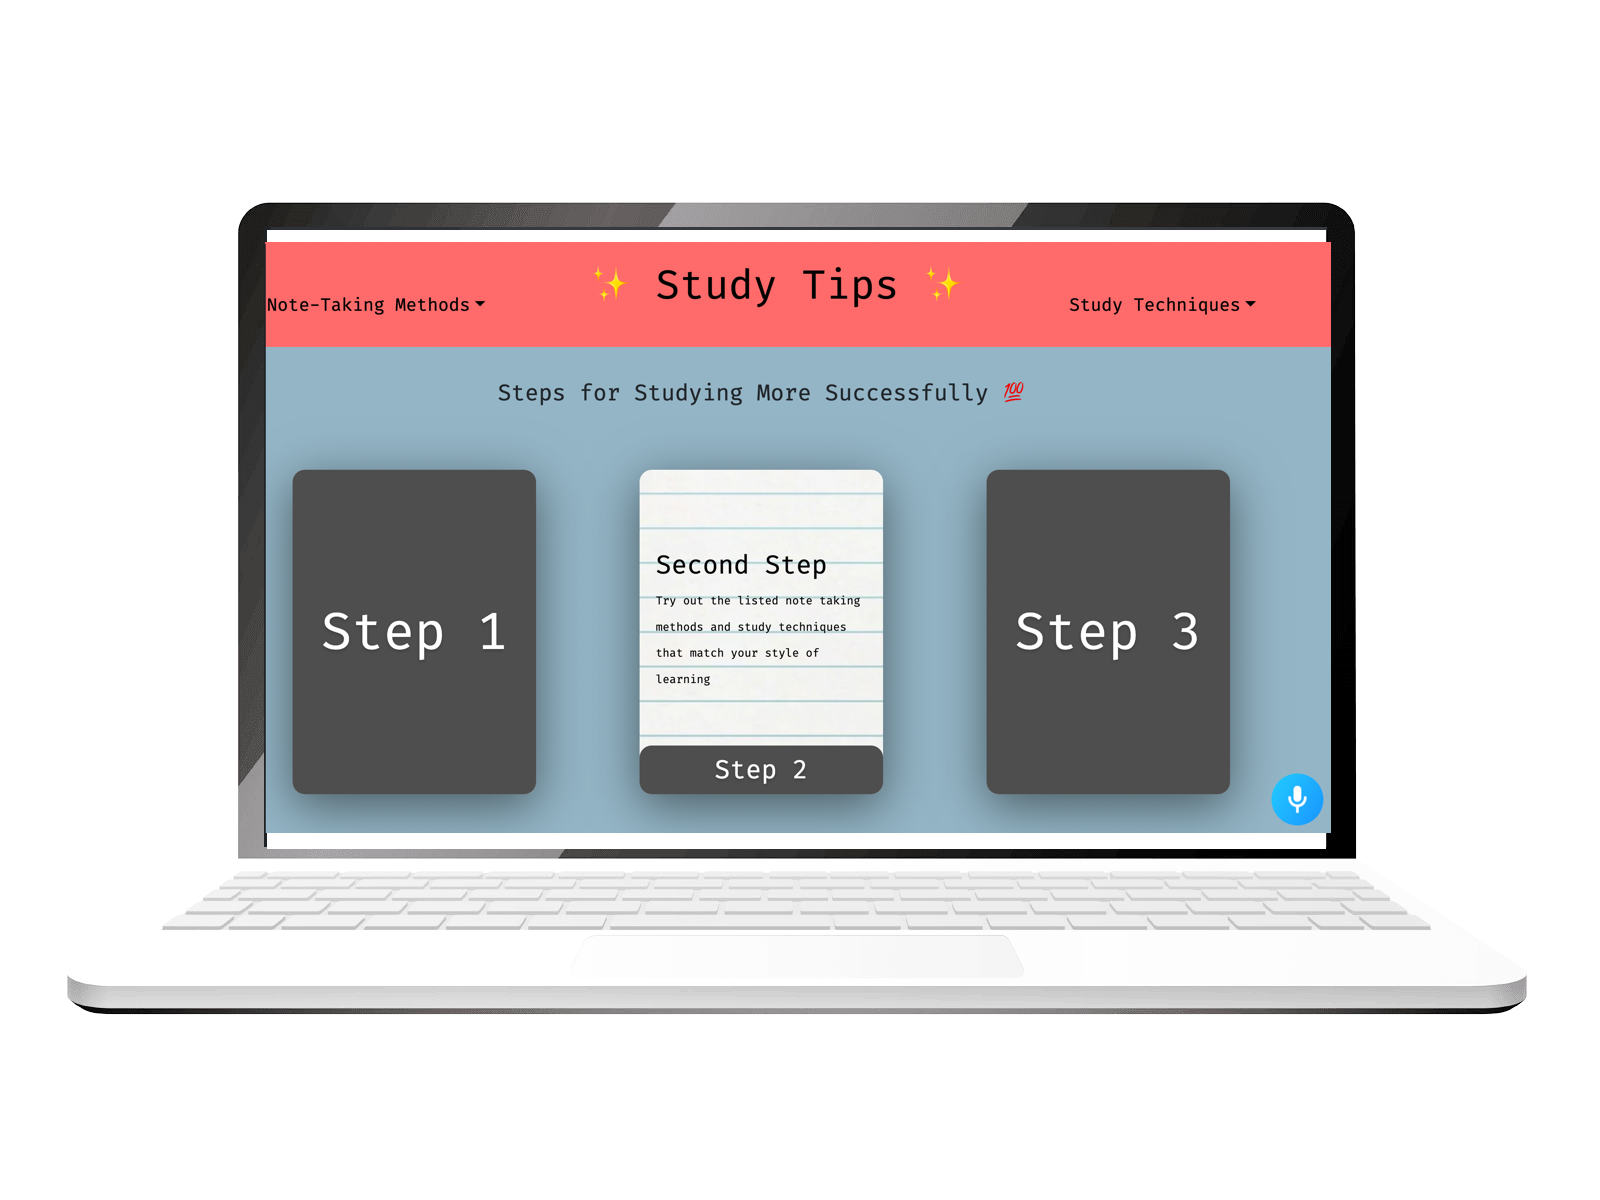 ✨ Study Tips ✨
Note-Taking Methods
Study Techniques
Steps for Studying More Successfully 💯
Step 1
Second Step
Try out the listed note taking
methods and study techniques
that match your style of
learning
Step 2
Step 3